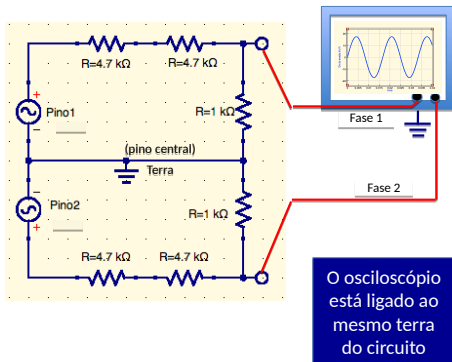 R=4.7 kΩ R=4.7 kΩ
+
Pino1
−
R=1 kΩ
Fase 1
(pino central)
Terra
−
Pino2
+
R=1 kΩ
Fase 2
R=4.7 kΩ R=4.7 kΩ
O osciloscópio
está ligado ao
mesmo terra
do circuito